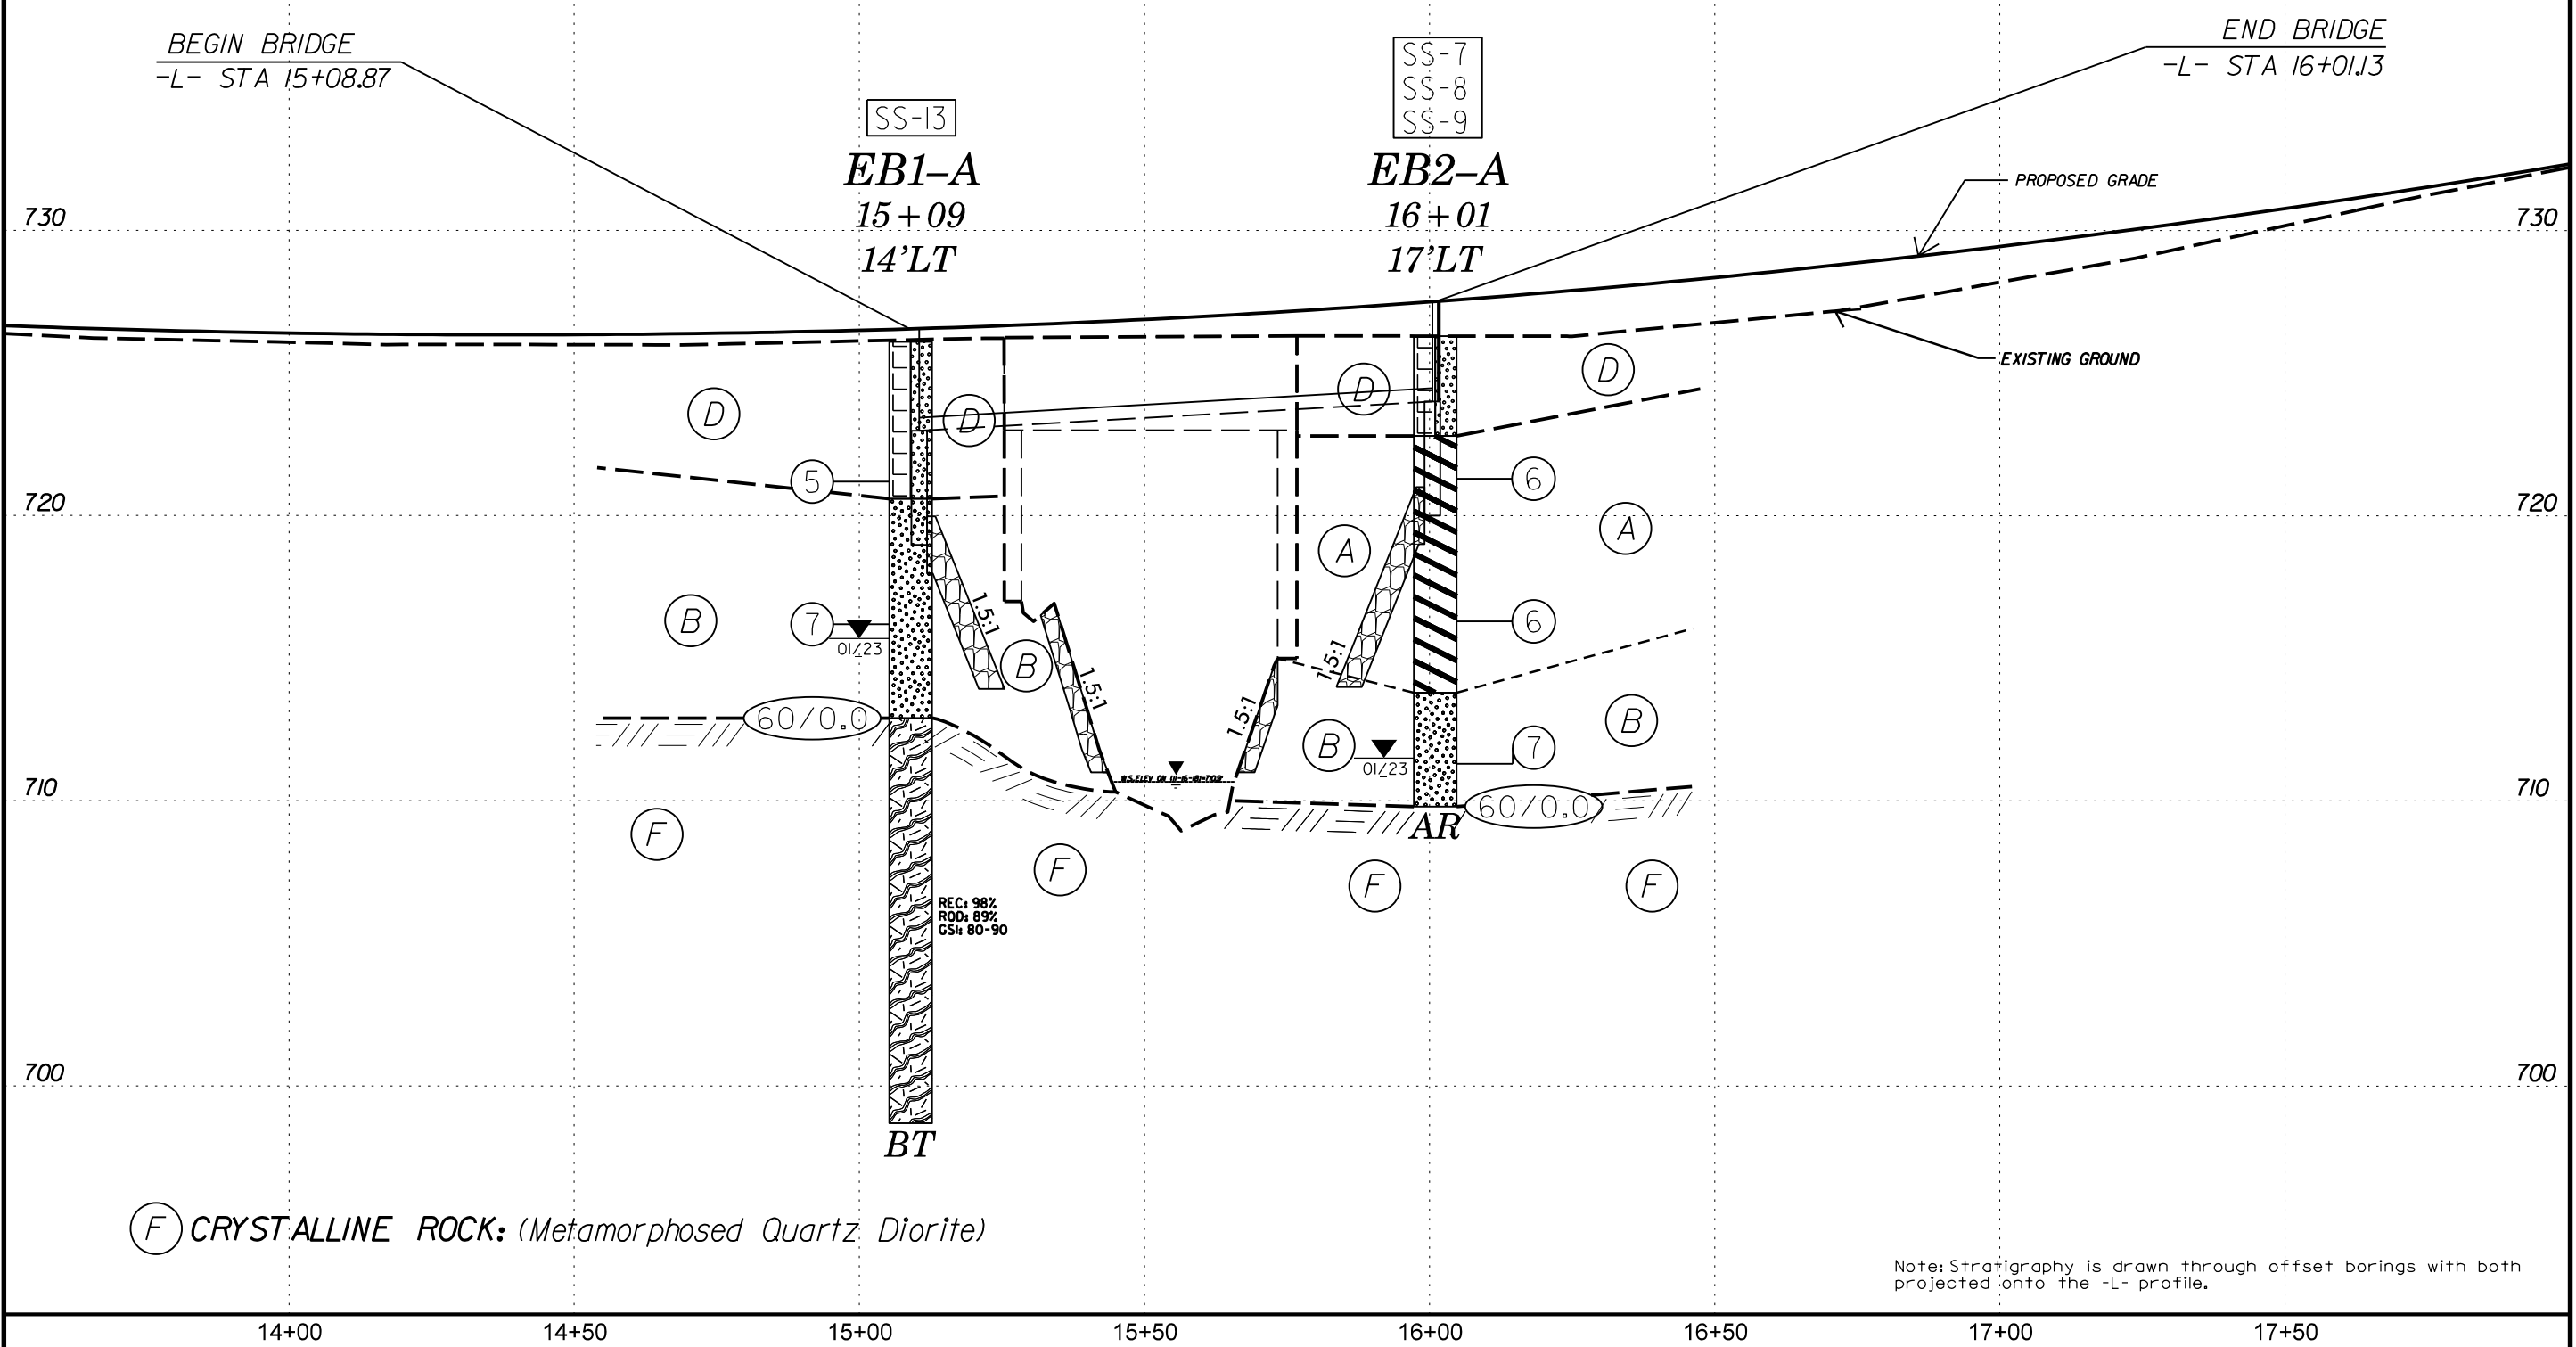 BEGIN BRIDGE
-L- STA 15+08.87
END BRIDGE
-L- STA 16+01.13
SS-13
SS-7
SS-8
SS-9
EB1-A
15+09
14'LT
EB2-A
16+01
17'LT
PROPOSED GRADE
730
730
EXISTING GROUND
D
D
D
D
5
6
720
720
A
A
1.5:1
B
7
01/23
6
B
1.5:1
1.5:1
1.5:1
B
B
01/23
7
60/0.0
W.S.ELEV. ON
710
710
60/0.0
AR
F
F
F
F
REC: 98%
RQD: 89%
GSI: 80-90
700
700
BT
F CRYSTALLINE ROCK: (Metamorphosed Quartz Diorite)
Note: Stratigraphy is drawn through offset borings with both
projected onto the -L- profile.
14+00
14+50
15+00
15+50
16+00
16+50
17+00
17+50